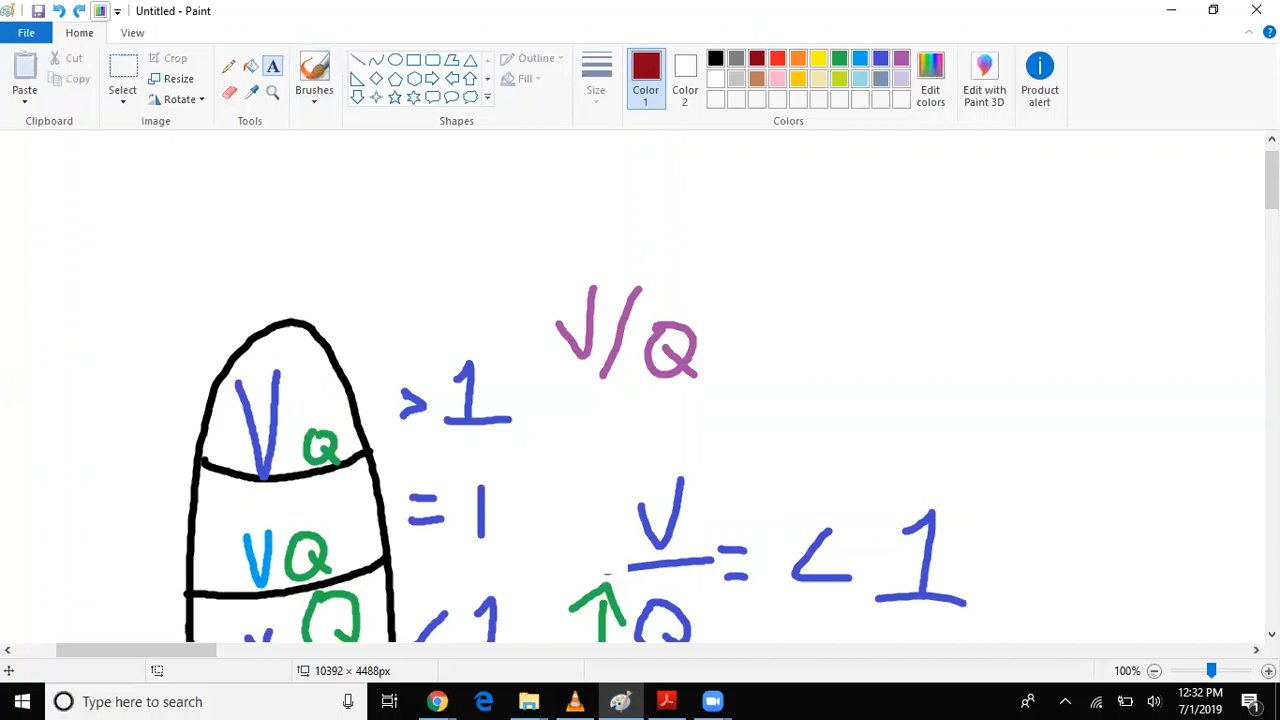 Untitled - Paint
File
Home
View
Paste
Cut
Copy
Clipboard
Select
Crop
Resize
Rotate
Image
A
Tools
Brushes
Outline
Fill
Shapes
Size
Color 1
Color 2
Edit colors
Colors
Edit with Paint 3D
Product alert
V/Q
V Q > 1
V Q = 1
V Q < 1
V
= < 1
↑ Q
10392 × 4488px
100%
Type here to search
12:32 PM
7/1/2019
1